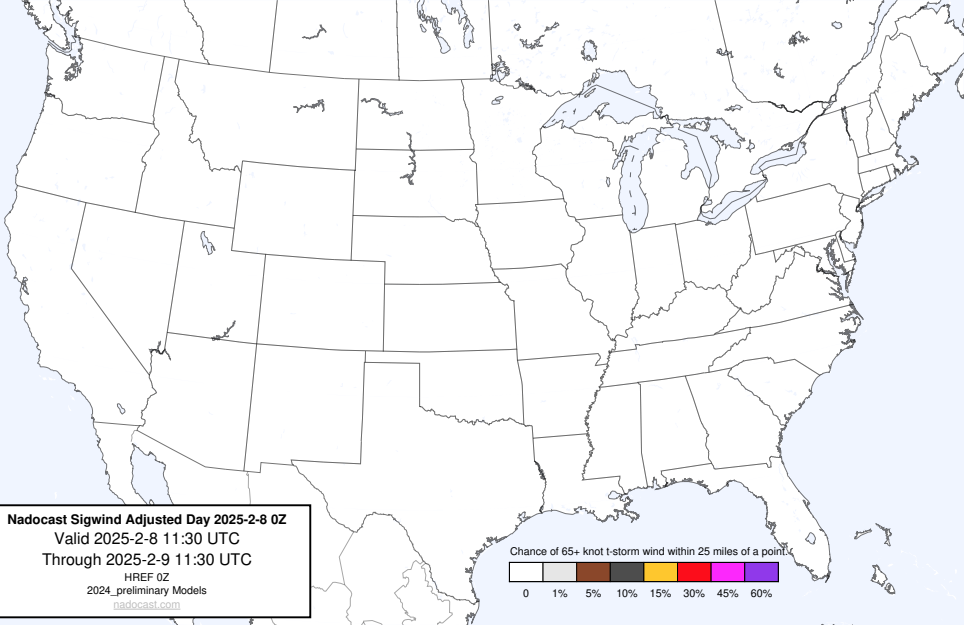 Nadocast Sigwind Adjusted Day 2025-2-8 0Z
Valid 2025-2-8 11:30 UTC
Through 2025-2-9 11:30 UTC
HREF 0Z
2024_preliminary Models
nadocast.com
Chance of 65+ knot t-storm wind within 25 miles of a point.
0 1% 5% 10% 15% 30% 45% 60%